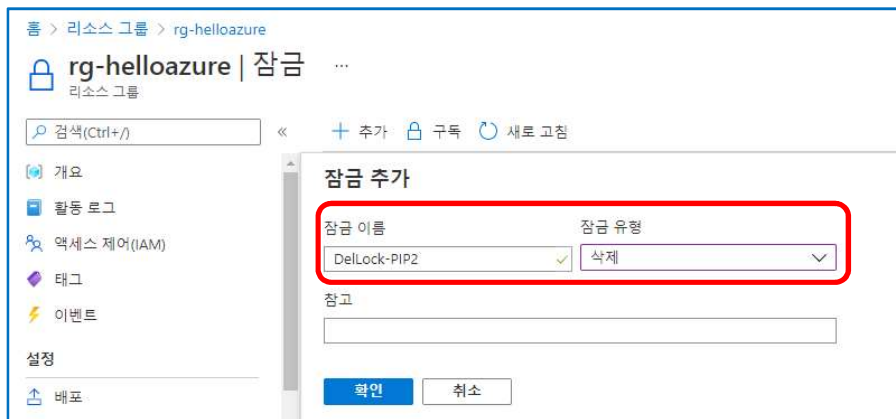 홈 > 리소스 그룹 > rg-helloazure
rg-helloazure | 잠금 ...
리소스 그룹
검색(Ctrl+/) «
추가 구독 새로 고침
개요
활동 로그
액세스 제어(IAM)
태그
이벤트
설정
배포
잠금 추가
잠금 이름 잠금 유형
DelLock-PIP2 삭제
참고
확인 취소